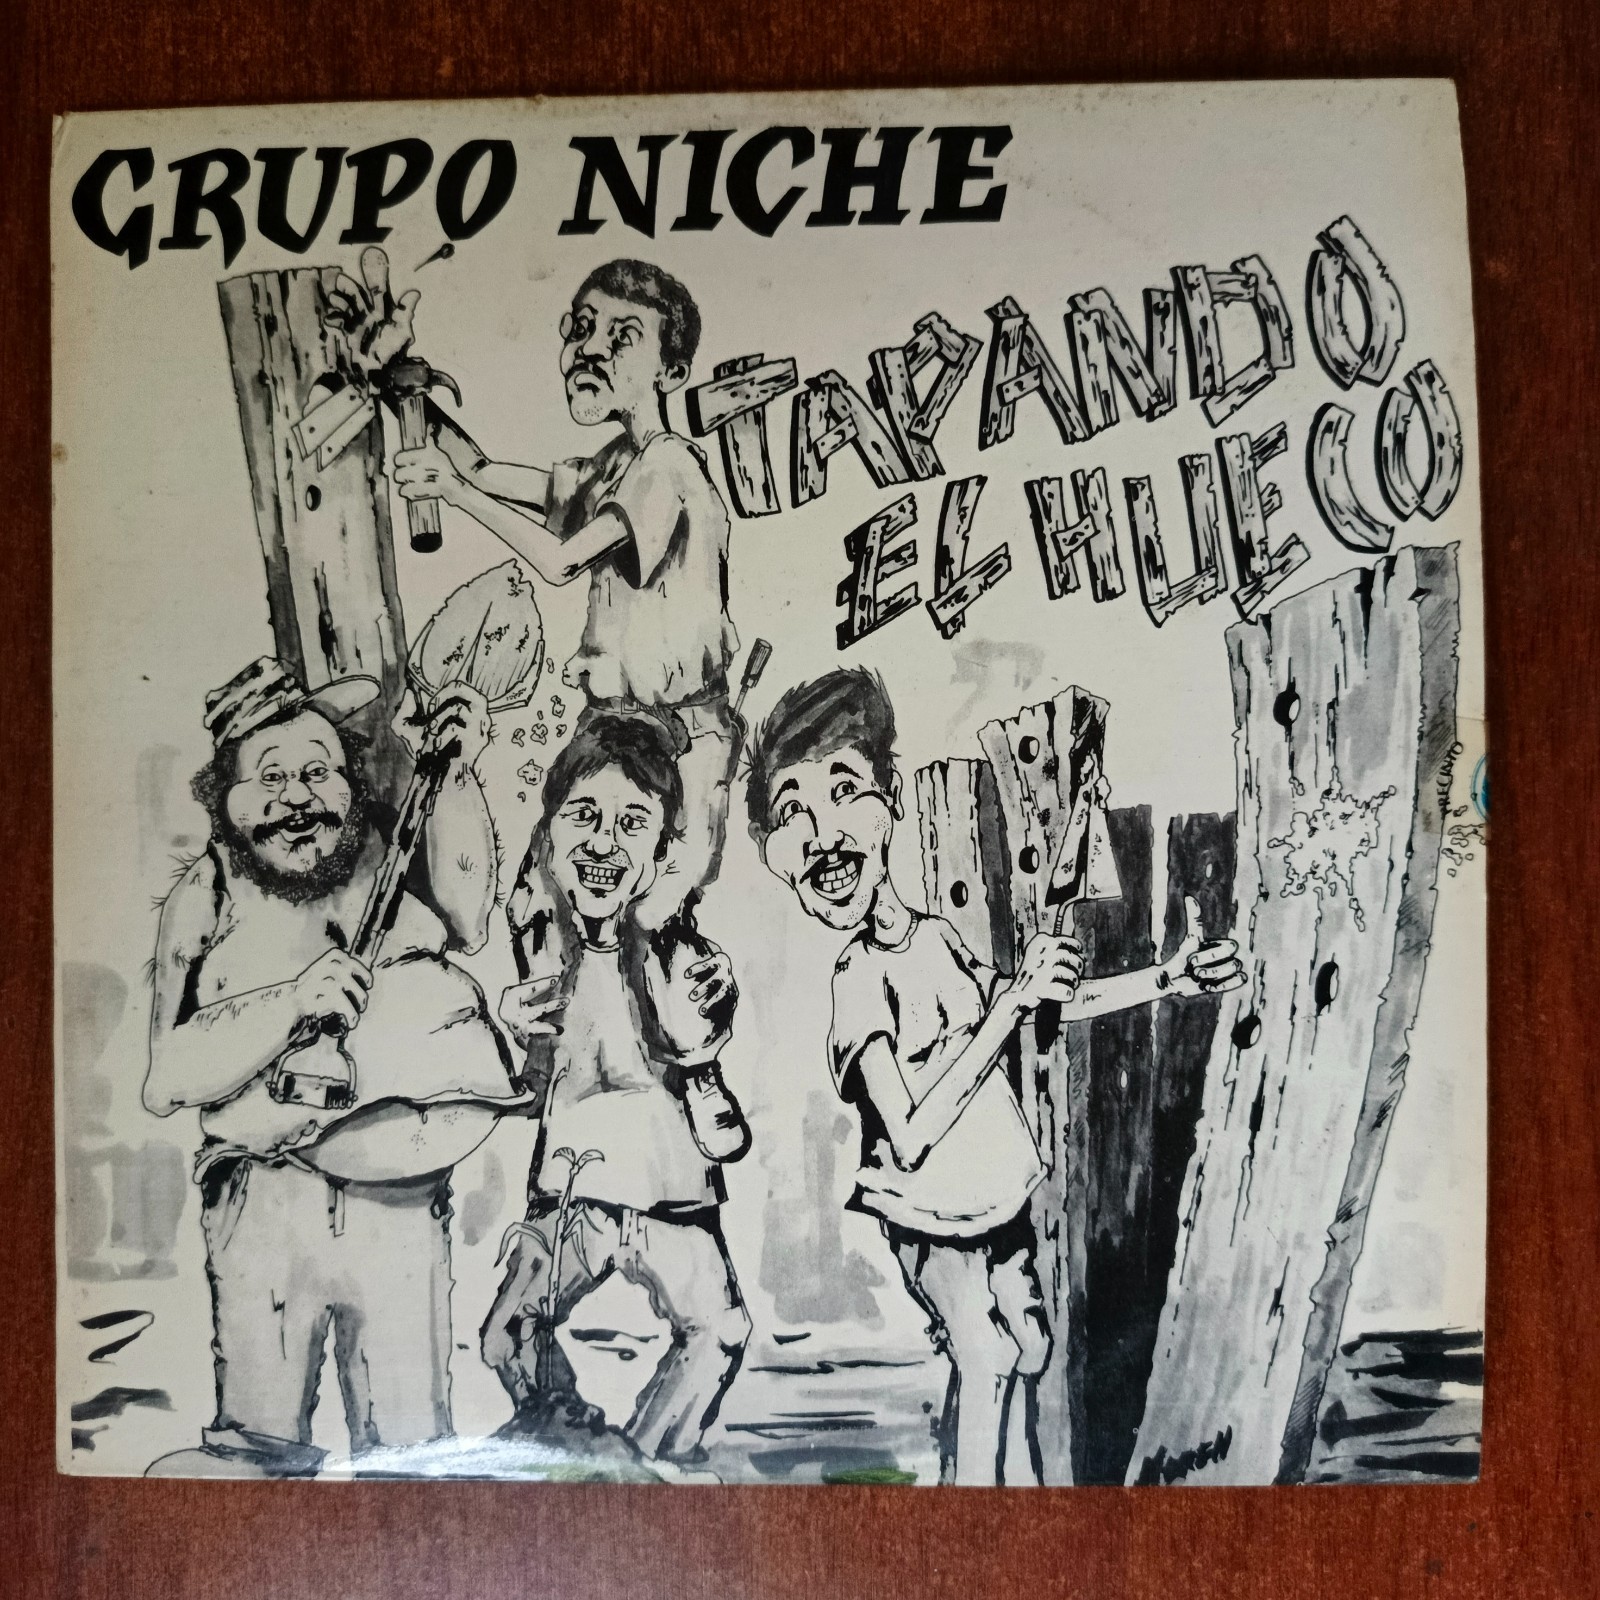 GRUPO NICHE
TAPANDO
EL HUECO